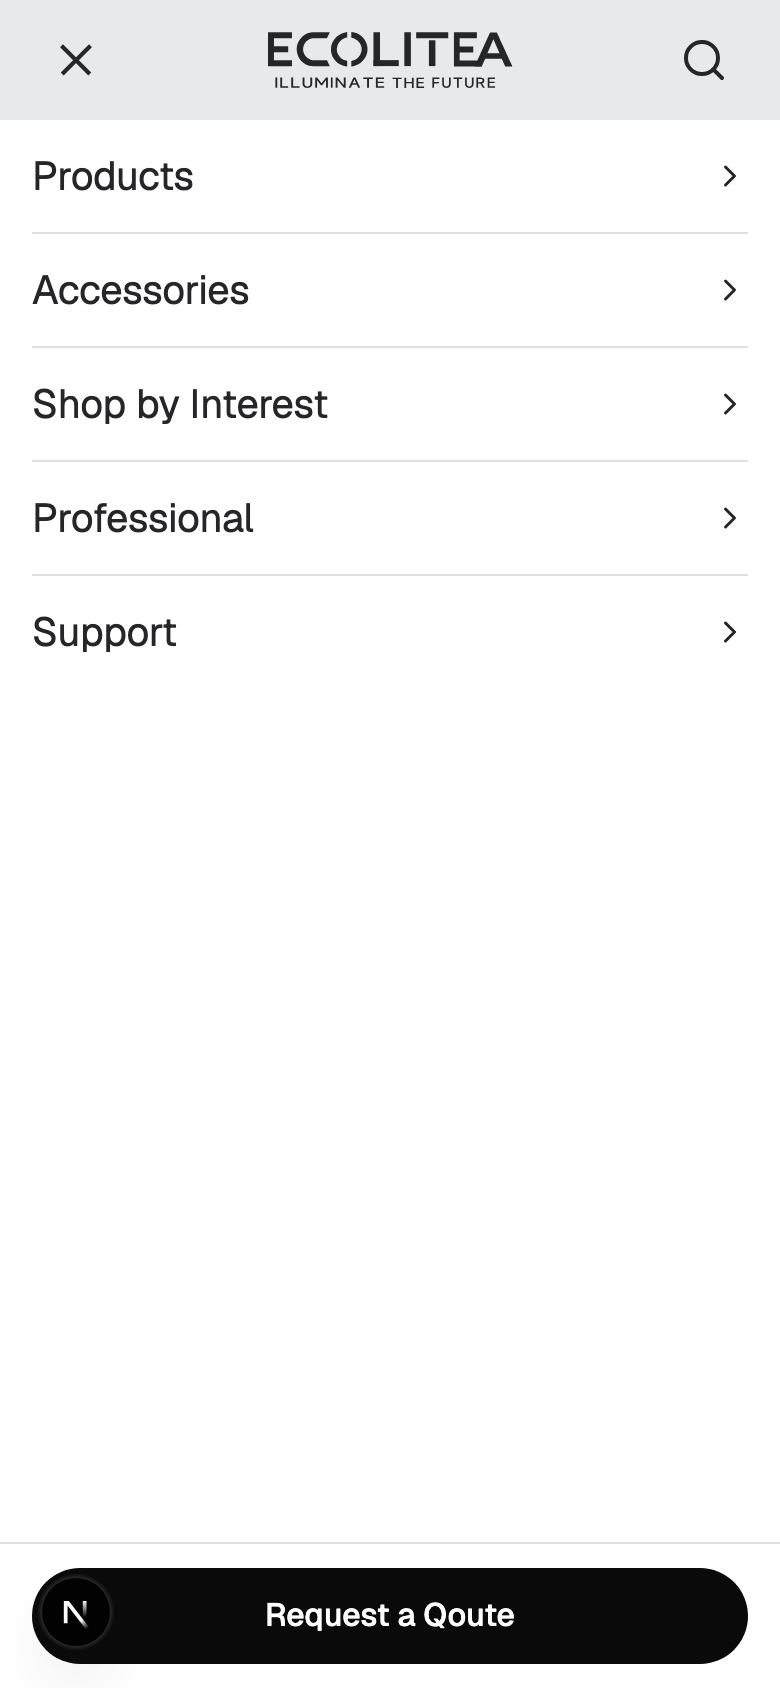 ECOLITEA
ILLUMINATE THE FUTURE
Products
Accessories
Shop by Interest
Professional
Support
N
Request a Qoute